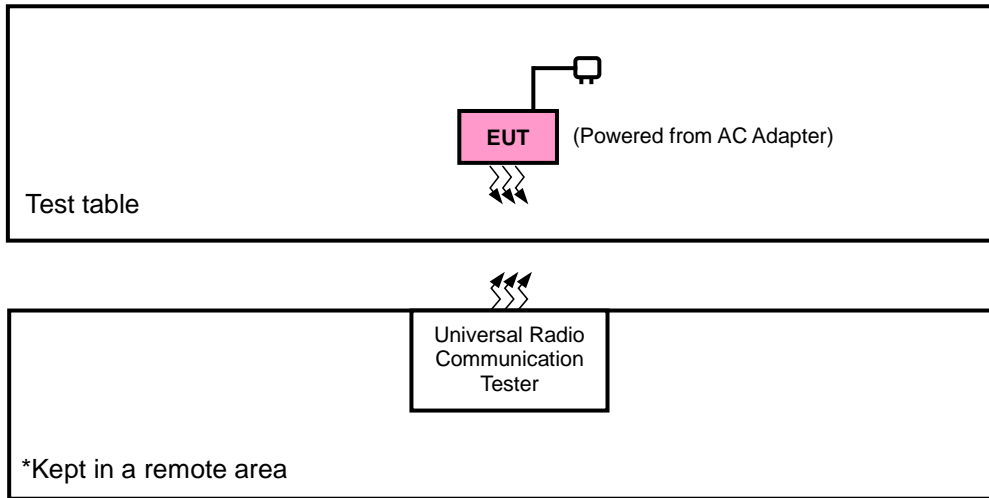 EUT
(Powered from AC Adapter)
Test table
Universal Radio
Communication
Tester
*Kept in a remote area